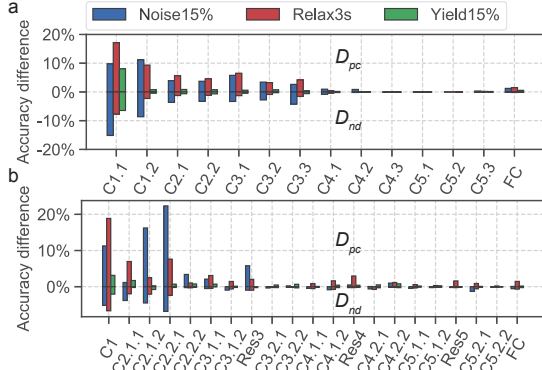 a
Noise15% Relax3s Yield15%
Accuracy difference
20%
10%
0%
-10%
-20%
Dpc
Dnd
C1.1 C1.2 C2.1 C2.2 C3.1 C3.2 C3.3 C4.1 C4.2 C4.3 C5.1 C5.2 C5.3 FC
b
Accuracy difference
20%
10%
0%
Dpc
Dnd
C1 C2.1.1 C2.1.2 C2.2.1 C2.2.2 C3.1.1 C3.1.2 Res3 C3.2.1 C3.2.2 C4.1.1 C4.1.2 Res4 C4.2.1 C4.2.2 C5.1.1 C5.1.2 Res5 C5.2.1 C5.2.2 FC